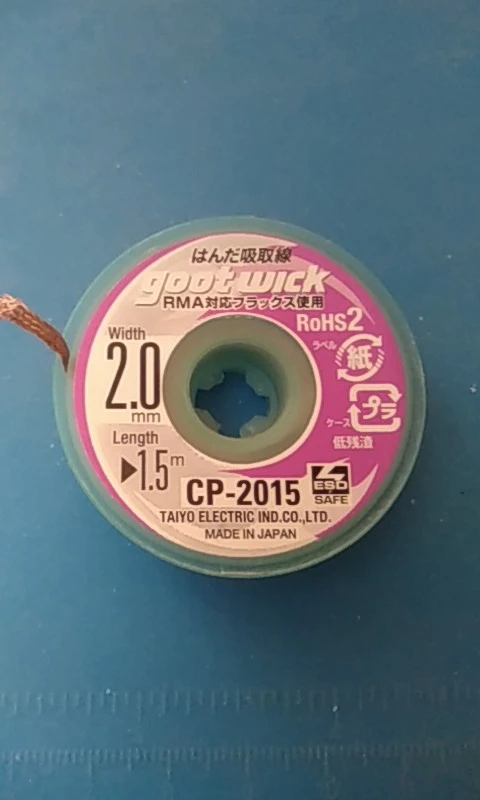 はんだ吸取線
goot wick
RMA対応フラックス使用
RoHS2
ラベル
紙
Width
2.0
mm
プラ
ケース
低残渣
Length
▶1.5m
ESD
SAFE
CP-2015
TAIYO ELECTRIC IND.CO.,LTD.
MADE IN JAPAN